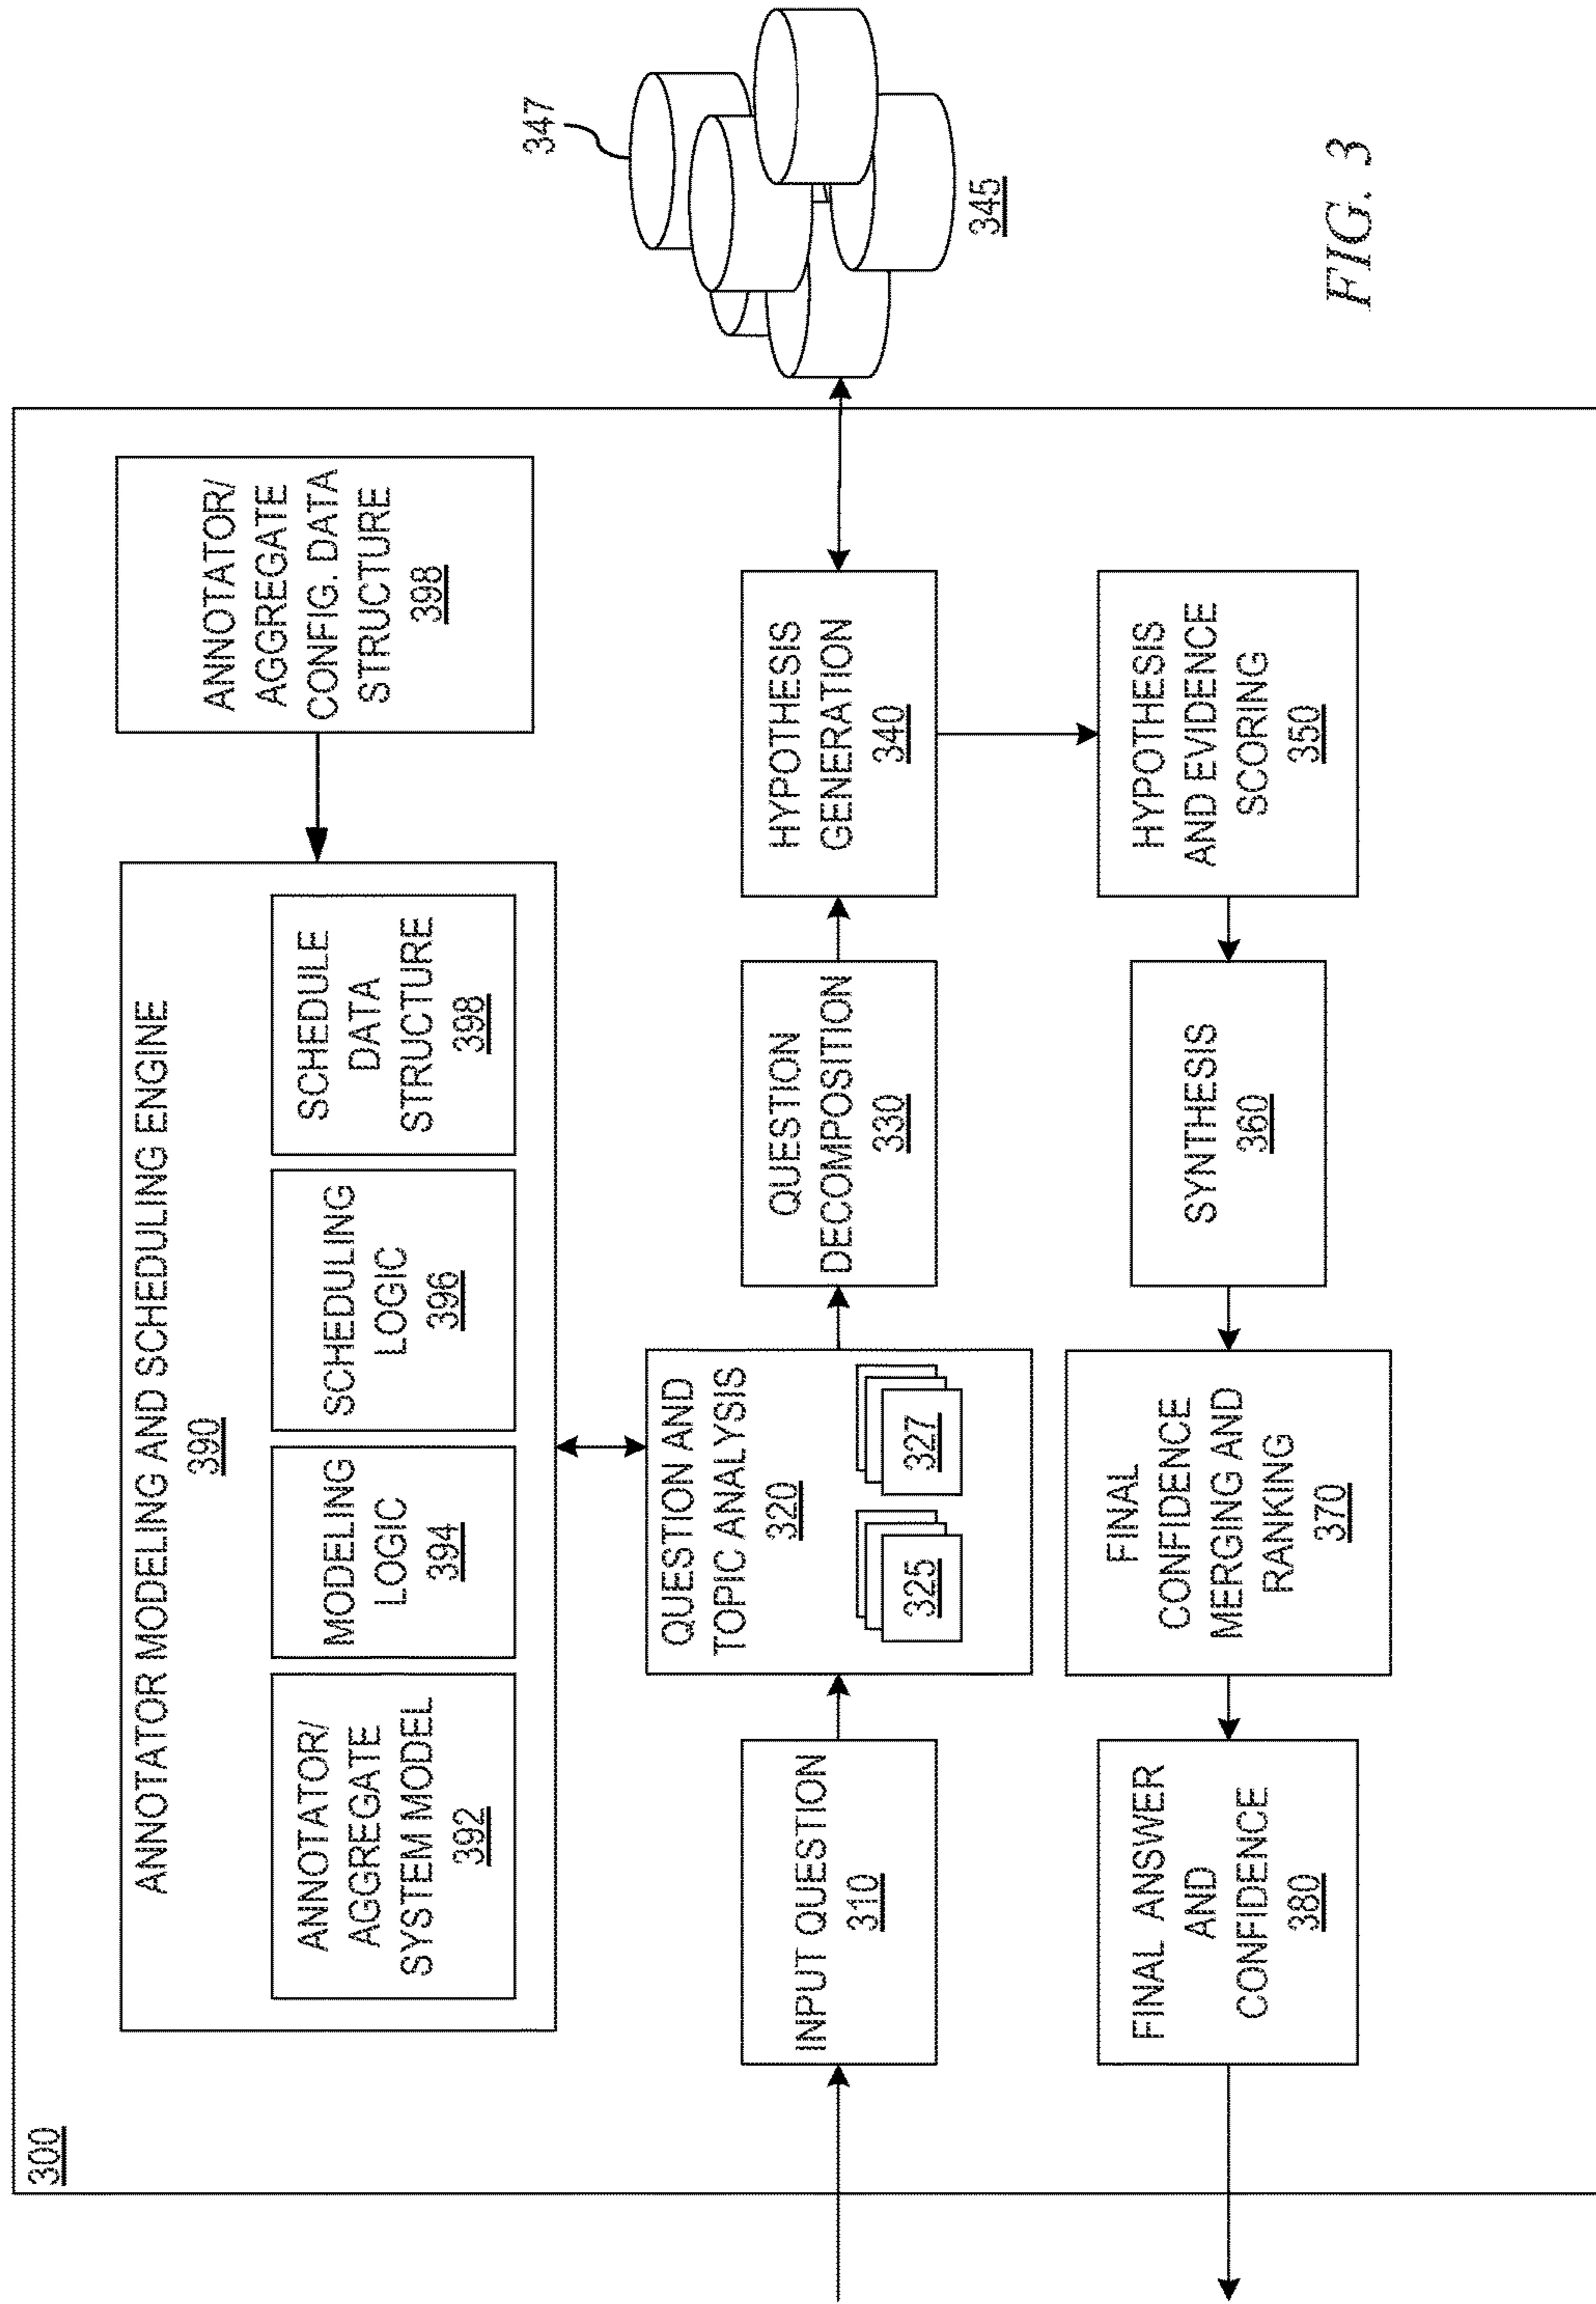 300
ANNOTATOR MODELING AND SCHEDULING ENGINE
390
ANNOTATOR/
AGGREGATE
SYSTEM MODEL
392
MODELING
LOGIC
394
SCHEDULING
LOGIC
396
SCHEDULE
DATA
STRUCTURE
398
ANNOTATOR/
AGGREGATE
CONFIG. DATA
STRUCTURE
398
INPUT QUESTION
310
QUESTION AND
TOPIC ANALYSIS
320
325
327
QUESTION
DECOMPOSITION
330
HYPOTHESIS
GENERATION
340
347
345
FINAL ANSWER
AND
CONFIDENCE
380
FINAL
CONFIDENCE
MERGING AND
RANKING
370
SYNTHESIS
360
HYPOTHESIS
AND EVIDENCE
SCORING
350
FIG. 3